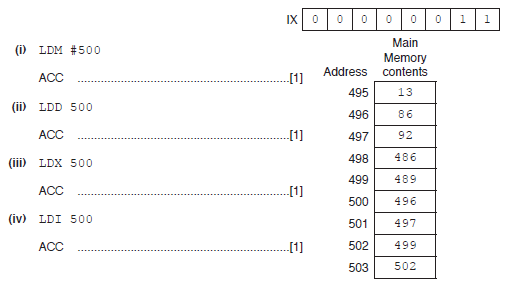 IX 0 0 0 0 0 0 1 1
(i) LDM #500
ACC ........................................................[1]
(ii) LDD 500
ACC ........................................................[1]
(iii) LDX 500
ACC ........................................................[1]
(iv) LDI 500
ACC ........................................................[1]
Main
Memory
Address contents
495 13
496 86
497 92
498 486
499 489
500 496
501 497
502 499
503 502